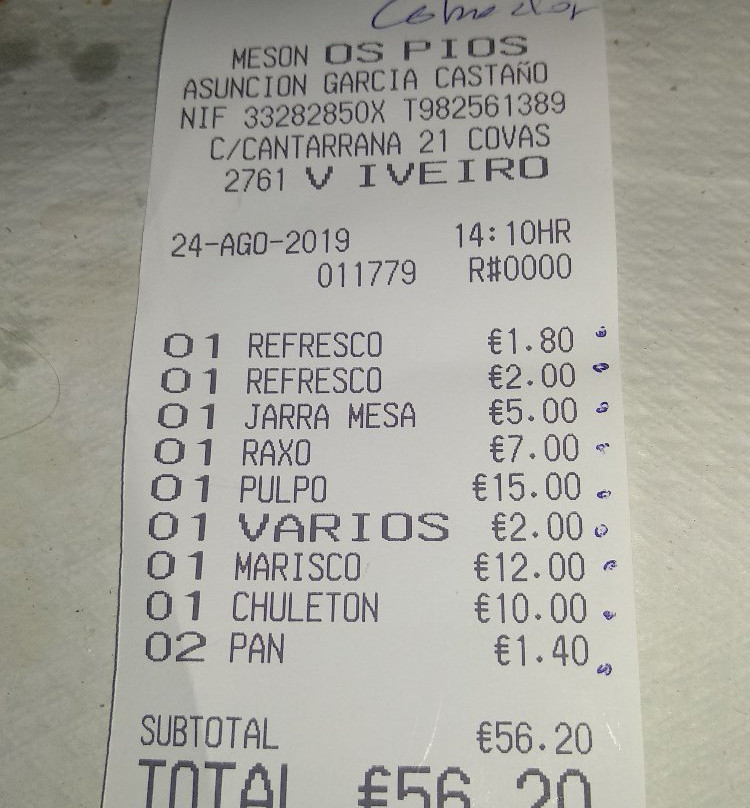 Comedor
MESON OS PIOS
ASUNCION GARCIA CASTAÑO
NIF 33282850X T982561389
C/CANTARRANA 21 COVAS
2761 V IVEIRO
24-AGO-2019 14:10HR
011779 R#0000
01 REFRESCO €1.80
01 REFRESCO €2.00
01 JARRA MESA €5.00
01 RAXO €7.00
01 PULPO €15.00
01 VARIOS €2.00
01 MARISCO €12.00
01 CHULETON €10.00
02 PAN €1.40
SUBTOTAL €56.20
TOTAL €56.20